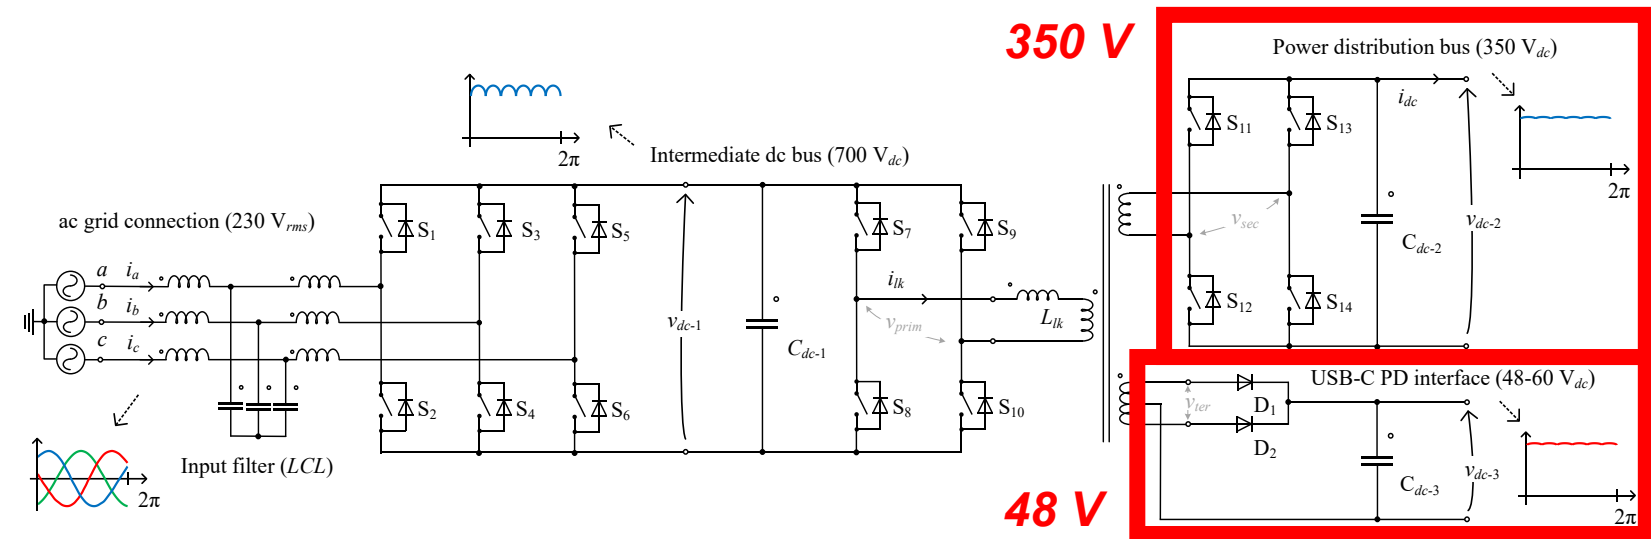 350 V
Power distribution bus (350 Vdc)
idc
S11
S13
2π
2π
Intermediate dc bus (700 Vdc)
ac grid connection (230 Vrms)
S1
S3
S5
S7
S9
vsec
vdc-2
Cdc-2
a
ia
b
ib
c
ic
ilk
Llk
vdc-1
vprim
Cdc-1
S12
S14
USB-C PD interface (48-60 Vdc)
S2
S4
S6
S8
S10
vter
D1
D2
Input filter (LCL)
2π
vdc-3
Cdc-3
48 V
2π